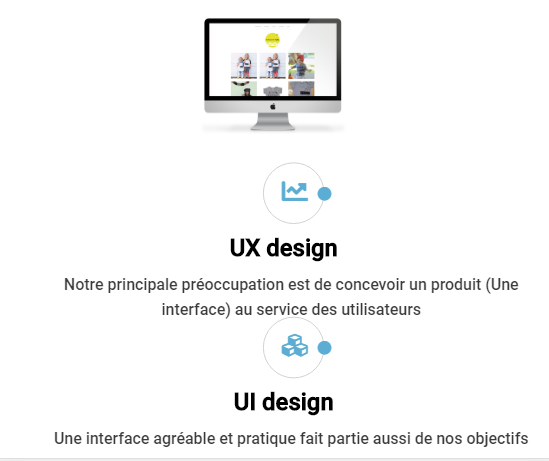 UX design
Notre principale préoccupation est de concevoir un produit (Une
interface) au service des utilisateurs
UI design
Une interface agréable et pratique fait partie aussi de nos objectifs